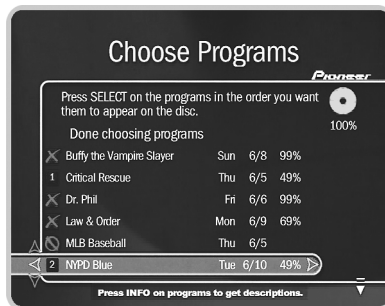 Choose Programs
Pioneer
Press SELECT on the programs in the order you want
them to appear on the disc.
100%
Done choosing programs
Buffy the Vampire Slayer Sun 6/8 99%
1 Critical Rescue Thu 6/5 49%
Dr. Phil Fri 6/6 99%
Law & Order Mon 6/9 69%
MLB Baseball Thu 6/5
2 NYPD Blue Tue 6/10 49%
Press INFO on programs to get descriptions.